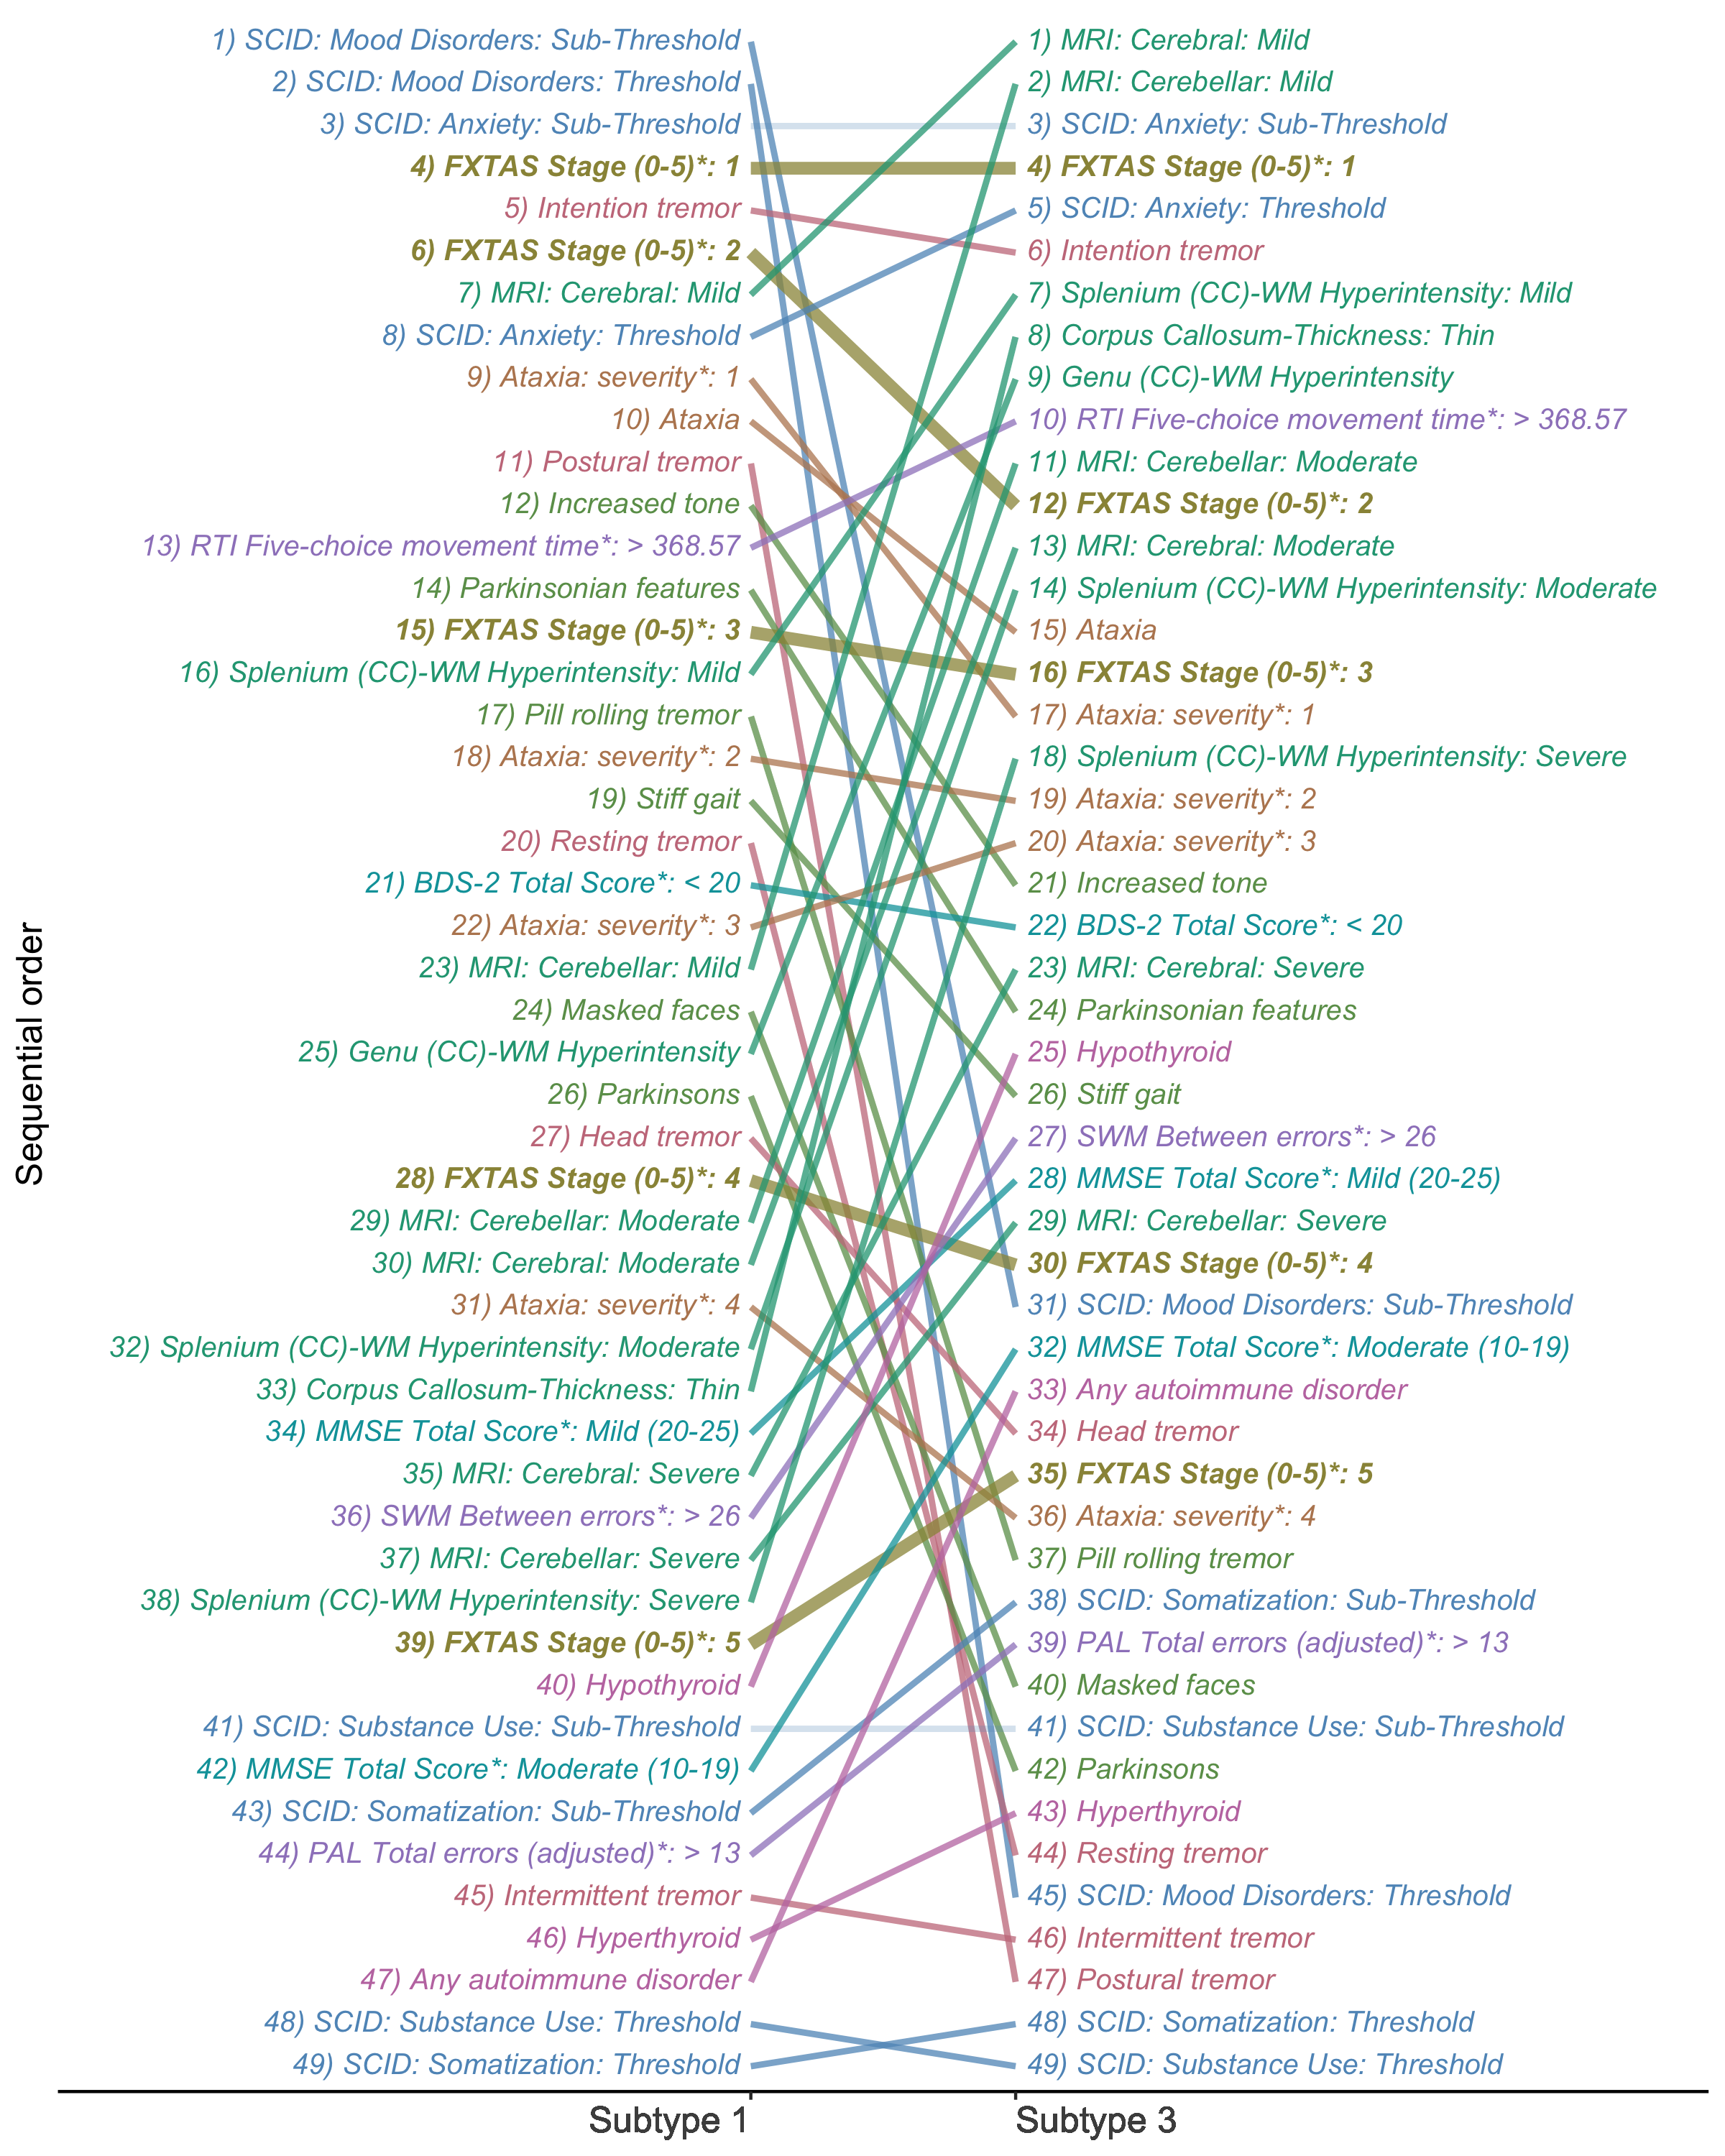 Sequential order
1) SCID: Mood Disorders: Sub-Threshold
2) SCID: Mood Disorders: Threshold
3) SCID: Anxiety: Sub-Threshold
4) FXTAS Stage (0-5)*: 1
5) Intention tremor
6) FXTAS Stage (0-5)*: 2
7) MRI: Cerebral: Mild
8) SCID: Anxiety: Threshold
9) Ataxia: severity*: 1
10) Ataxia
11) Postural tremor
12) Increased tone
13) RTI Five-choice movement time*: > 368.57
14) Parkinsonian features
15) FXTAS Stage (0-5)*: 3
16) Splenium (CC)-WM Hyperintensity: Mild
17) Pill rolling tremor
18) Ataxia: severity*: 2
19) Stiff gait
20) Resting tremor
21) BDS-2 Total Score*: < 20
22) Ataxia: severity*: 3
23) MRI: Cerebellar: Mild
24) Masked faces
25) Genu (CC)-WM Hyperintensity
26) Parkinsons
27) Head tremor
28) FXTAS Stage (0-5)*: 4
29) MRI: Cerebellar: Moderate
30) MRI: Cerebral: Moderate
31) Ataxia: severity*: 4
32) Splenium (CC)-WM Hyperintensity: Moderate
33) Corpus Callosum-Thickness: Thin
34) MMSE Total Score*: Mild (20-25)
35) MRI: Cerebral: Severe
36) SWM Between errors*: > 26
37) MRI: Cerebellar: Severe
38) Splenium (CC)-WM Hyperintensity: Severe
39) FXTAS Stage (0-5)*: 5
40) Hypothyroid
41) SCID: Substance Use: Sub-Threshold
42) MMSE Total Score*: Moderate (10-19)
43) SCID: Somatization: Sub-Threshold
44) PAL Total errors (adjusted)*: > 13
45) Intermittent tremor
46) Hyperthyroid
47) Any autoimmune disorder
48) SCID: Substance Use: Threshold
49) SCID: Somatization: Threshold
1) MRI: Cerebral: Mild
2) MRI: Cerebellar: Mild
3) SCID: Anxiety: Sub-Threshold
4) FXTAS Stage (0-5)*: 1
5) SCID: Anxiety: Threshold
6) Intention tremor
7) Splenium (CC)-WM Hyperintensity: Mild
8) Corpus Callosum-Thickness: Thin
9) Genu (CC)-WM Hyperintensity
10) RTI Five-choice movement time*: > 368.57
11) MRI: Cerebellar: Moderate
12) FXTAS Stage (0-5)*: 2
13) MRI: Cerebral: Moderate
14) Splenium (CC)-WM Hyperintensity: Moderate
15) Ataxia
16) FXTAS Stage (0-5)*: 3
17) Ataxia: severity*: 1
18) Splenium (CC)-WM Hyperintensity: Severe
19) Ataxia: severity*: 2
20) Ataxia: severity*: 3
21) Increased tone
22) BDS-2 Total Score*: < 20
23) MRI: Cerebral: Severe
24) Parkinsonian features
25) Hypothyroid
26) Stiff gait
27) SWM Between errors*: > 26
28) MMSE Total Score*: Mild (20-25)
29) MRI: Cerebellar: Severe
30) FXTAS Stage (0-5)*: 4
31) SCID: Mood Disorders: Sub-Threshold
32) MMSE Total Score*: Moderate (10-19)
33) Any autoimmune disorder
34) Head tremor
35) FXTAS Stage (0-5)*: 5
36) Ataxia: severity*: 4
37) Pill rolling tremor
38) SCID: Somatization: Sub-Threshold
39) PAL Total errors (adjusted)*: > 13
40) Masked faces
41) SCID: Substance Use: Sub-Threshold
42) Parkinsons
43) Hyperthyroid
44) Resting tremor
45) SCID: Mood Disorders: Threshold
46) Intermittent tremor
47) Postural tremor
48) SCID: Somatization: Threshold
49) SCID: Substance Use: Threshold
Subtype 1
Subtype 3